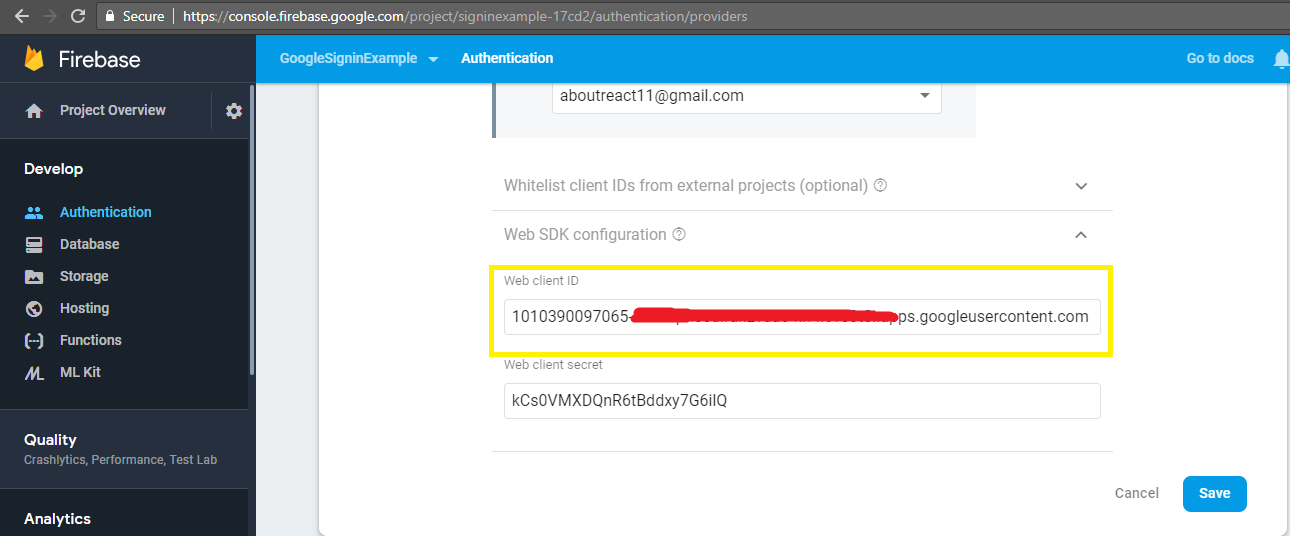 Secure
https://console.firebase.google.com/project/signinexample-17cd2/authentication/providers
Firebase
GoogleSigninExample
Authentication
Go to docs
Project Overview
aboutreact11@gmail.com
Develop
Authentication
Database
Storage
Hosting
Functions
ML Kit
Quality
Crashlytics, Performance, Test Lab
Analytics
Whitelist client IDs from external projects (optional)
Web SDK configuration
Web client ID
1010390097065- pps.googleusercontent.com
Web client secret
kCs0VMXDQnR6tBddxy7G6ilQ
Cancel
Save